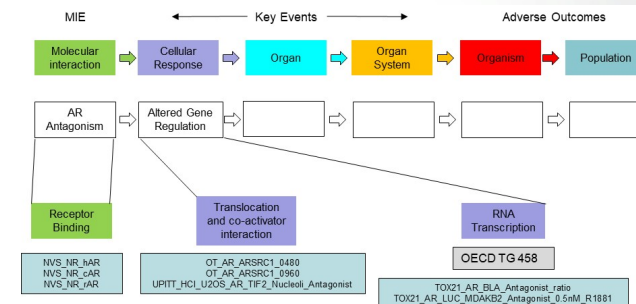 MIE
Key Events
Adverse Outcomes
Molecular
interaction
Cellular
Response
Organ
Organ
System
Organism
Population
AR
Antagonism
Altered Gene
Regulation
Receptor
Binding
Translocation
and co-activator
interaction
RNA
Transcription
OECD TG 458
NVS_NR_hAR
NVS_NR_cAR
NVS_NR_rAR
OT_AR_ARSRC1_0480
OT_AR_ARSRC1_0960
UPITT_HCI_U2OS_AR_TIF2_Nucleoli_Antagonist
TOX21_AR_BLA_Antagonist_ratio
TOX21_AR_LUC_MDAKB2_Antagonist_0.5nM_R1881